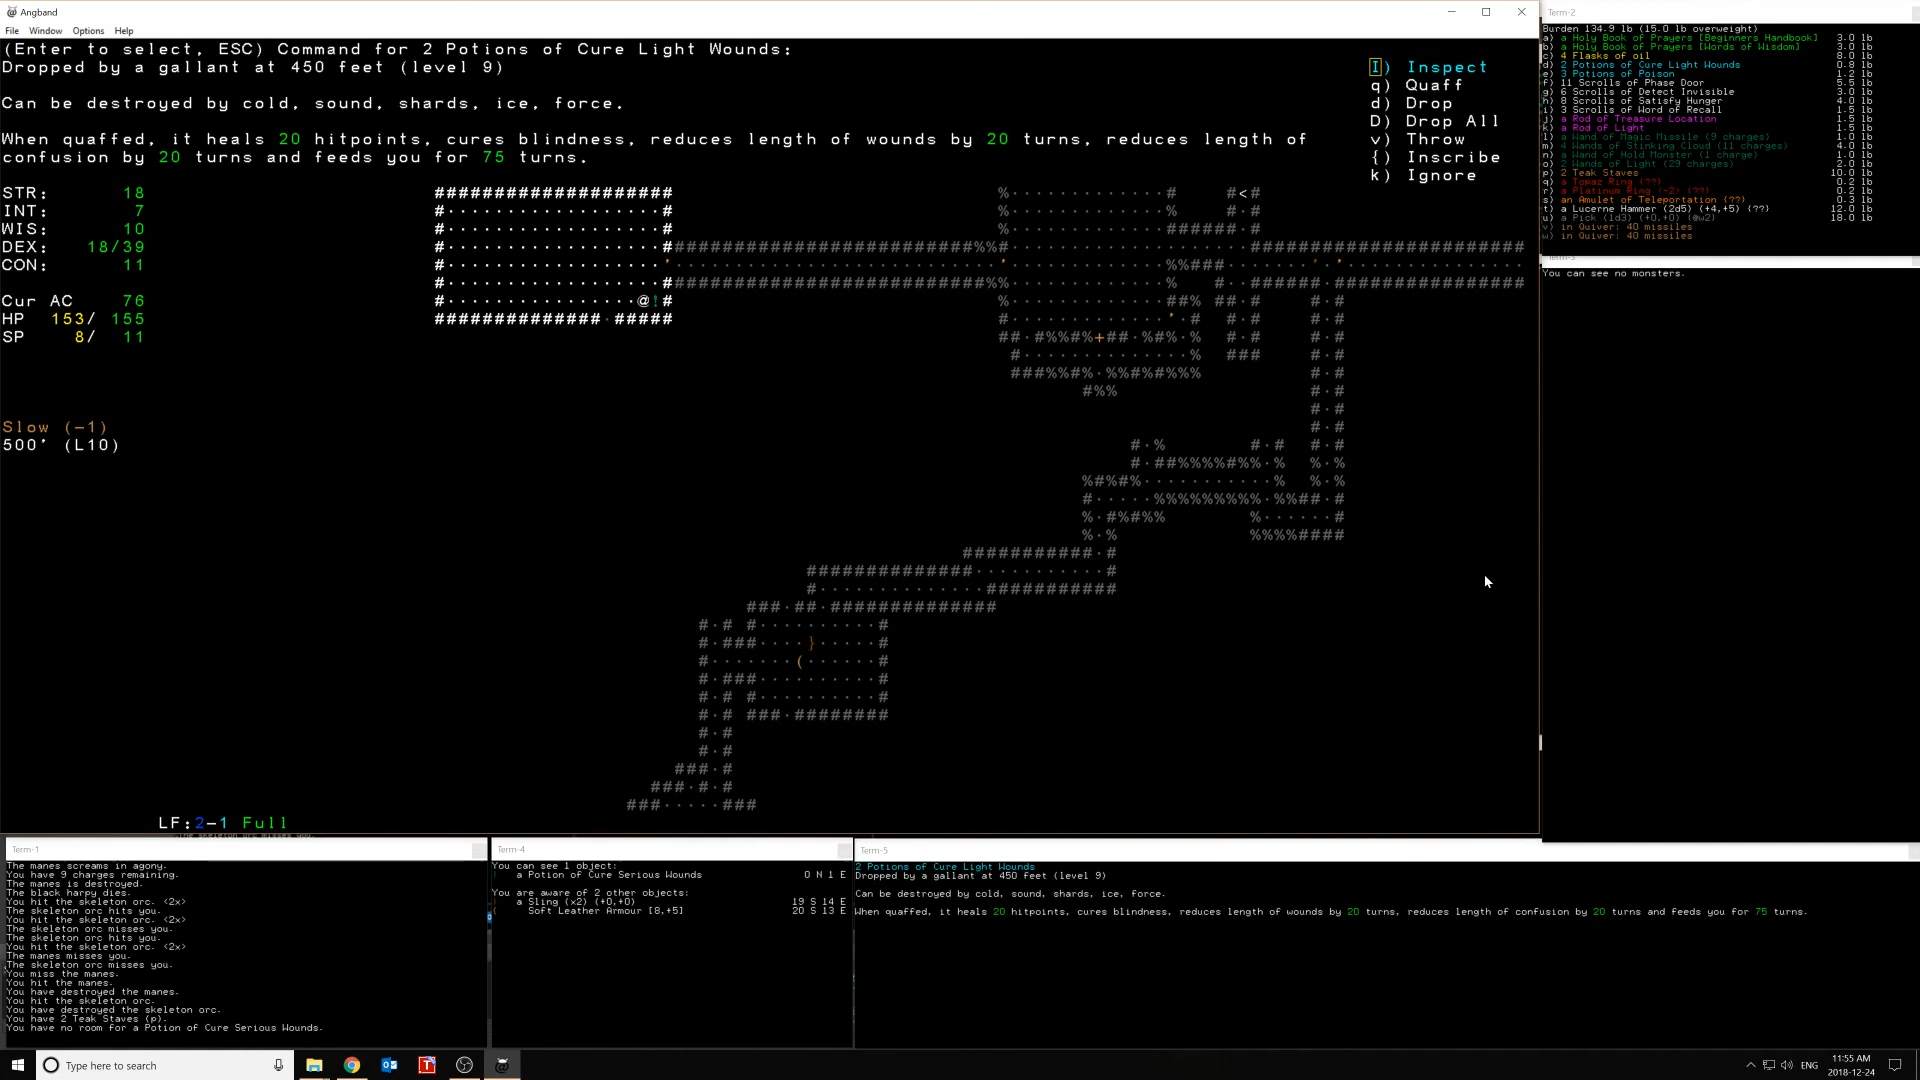 Angband
File Window Options Help
(Enter to select, ESC) Command for 2 Potions of Cure Light Wounds:
Dropped by a gallant at 450 feet (level 9)
Can be destroyed by cold, sound, shards, ice, force.
When quaffed, it heals 20 hitpoints, cures blindness, reduces length of wounds by 20 turns, reduces length of
confusion by 20 turns and feeds you for 75 turns.
I) Inspect
q) Quaff
d) Drop
D) Drop All
v) Throw
{) Inscribe
k) Ignore
STR: 18
INT: 7
WIS: 10
DEX: 18/39
CON: 11
Cur AC 76
HP 153/ 155
SP 8/ 11
Slow (-1)
500' (L10)
LF:2-1 Full
Term-2
Burden 134.9 lb (15.0 lb overweight)
a) a Holy Book of Prayers [Beginners Handbook] 3.0 lb
b) a Holy Book of Prayers [Words of Wisdom] 3.0 lb
c) 4 Flasks of oil 8.0 lb
d) 2 Potions of Cure Light Wounds 0.8 lb
e) 3 Potions of Poison 1.2 lb
f) 11 Scrolls of Phase Door 5.5 lb
g) 6 Scrolls of Detect Invisible 3.0 lb
h) 8 Scrolls of Satisfy Hunger 4.0 lb
i) 3 Scrolls of Word of Recall 1.5 lb
j) a Rod of Treasure Location 1.5 lb
k) a Rod of Light 1.5 lb
l) a Wand of Magic Missile (9 charges) 1.0 lb
m) 4 Wands of Stinking Cloud (11 charges) 4.0 lb
n) a Wand of Hold Monster (1 charge) 1.0 lb
o) 2 Wands of Light (29 charges) 2.0 lb
p) 2 Teak Staves 10.0 lb
q) a Topaz Ring (??) 0.2 lb
r) a Platinum Ring (-2) (??) 0.2 lb
s) an Amulet of Teleportation (??) 0.3 lb
t) a Lucerne Hammer (2d5) (+4,+5) (??) 12.0 lb
u) a Pick (1d3) (+0,+0) (@w2) 18.0 lb
v) in Quiver: 40 missiles
w) in Quiver: 40 missiles
You can see no monsters.
Term-1
The manes screams in agony.
You have 9 charges remaining.
The manes is destroyed.
The black harpy dies.
You hit the skeleton orc. <2x>
The skeleton orc hits you.
You hit the skeleton orc. <2x>
The skeleton orc misses you.
The skeleton orc hits you.
You hit the skeleton orc. <2x>
The manes misses you.
The skeleton orc misses you.
You miss the manes.
You hit the manes.
You have destroyed the manes.
You hit the skeleton orc.
You have destroyed the skeleton orc.
You have 2 Teak Staves (p).
You have no room for a Potion of Cure Serious Wounds.
Term-4
You can see 1 object:
a Potion of Cure Serious Wounds 0 N 1 E
You are aware of 2 other objects:
a Sling (x2) (+0,+0) 19 S 14 E
Soft Leather Armour [8,+5] 20 S 13 E
Term-5
2 Potions of Cure Light Wounds
Dropped by a gallant at 450 feet (level 9)
Can be destroyed by cold, sound, shards, ice, force.
When quaffed, it heals 20 hitpoints, cures blindness, reduces length of wounds by 20 turns, reduces length of confusion by 20 turns and feeds you for 75 turns.
Type here to search
ENG
11:55 AM
2018-12-24